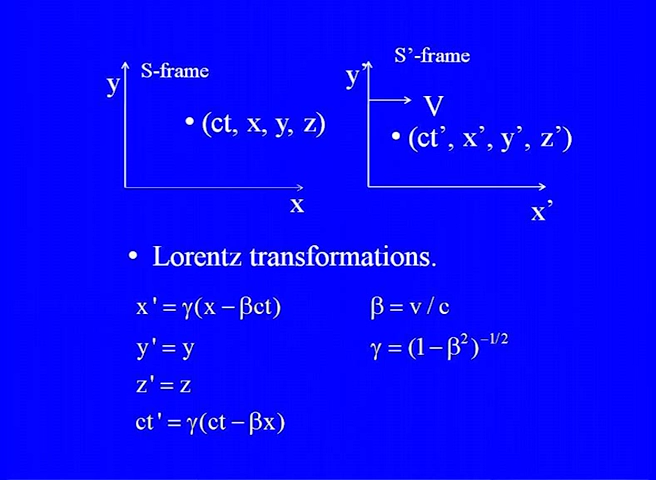 S-frame
y
• (ct, x, y, z)
x
S’-frame
y’
V
• (ct’, x’, y’, z’)
x’
• Lorentz transformations.
x' = γ(x − βct)
y' = y
z' = z
ct' = γ(ct − βx)
β = v / c
γ = (1 − β²)^−1/2